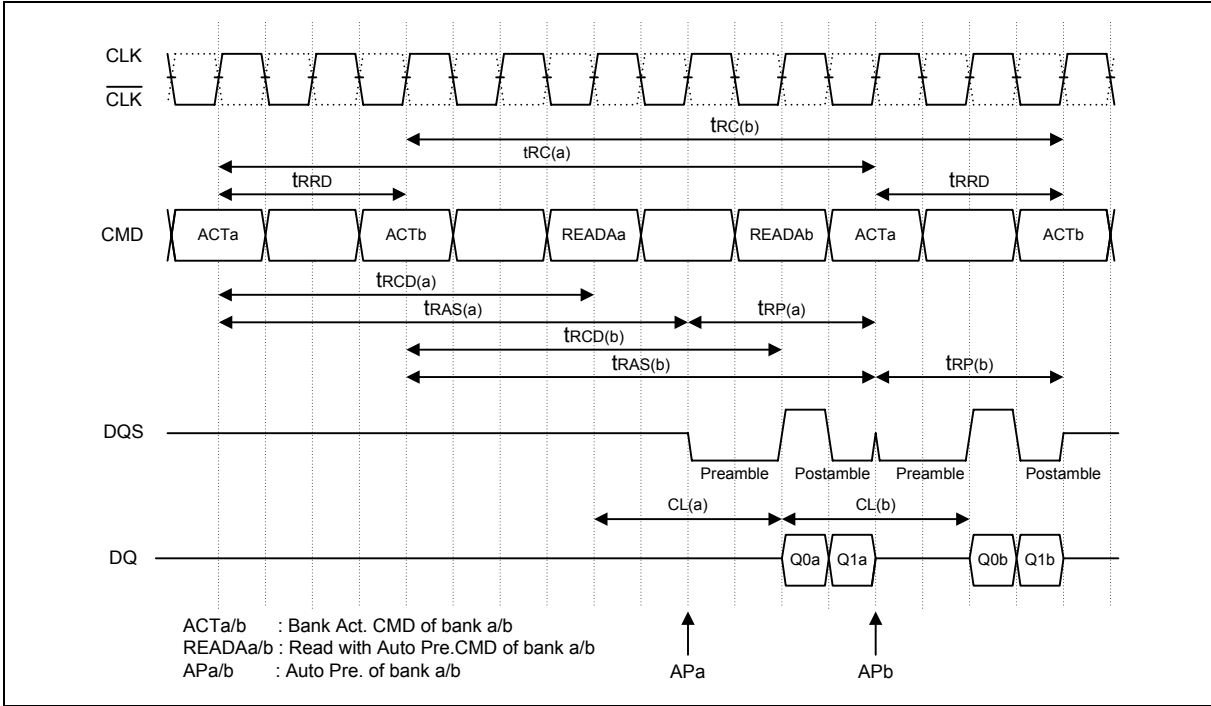 CLK
CLK
tRC(b)
tRC(a)
tRRD tRRD
CMD ACTa ACTb READAa READAb ACTa ACTb
tRCD(a)
tRAS(a) tRP(a)
tRCD(b)
tRAS(b) tRP(b)
DQS
Preamble Postamble Preamble Postamble
CL(a) CL(b)
DQ Q0a Q1a Q0b Q1b
ACTa/b : Bank Act. CMD of bank a/b
READAa/b : Read with Auto Pre.CMD of bank a/b
APa/b : Auto Pre. of bank a/b
APa APb